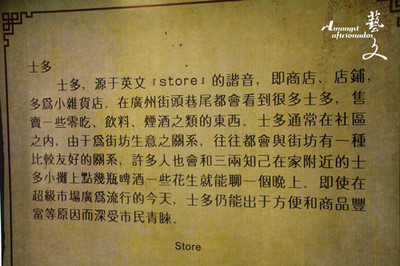 Amongst
aficionados
藝文
士多
士多，源于英文『store』的諧音，即商店、店鋪，
多爲小雜貨店。在廣州街頭巷尾都會看到很多士多，售
賣一些零吃、飲料、煙酒之類的東西。士多通常在社區
之内，由于爲街坊生意之關系，往往都會與街坊有一種
比較友好的關系，許多人也會和三兩知己在家附近的士
多小攤上點幾瓶啤酒一些花生就能聊一個晚上。即使在
超級市場廣爲流行的今天，士多仍能出于方便和商品豐
富等原因而深受市民青睞。
Store